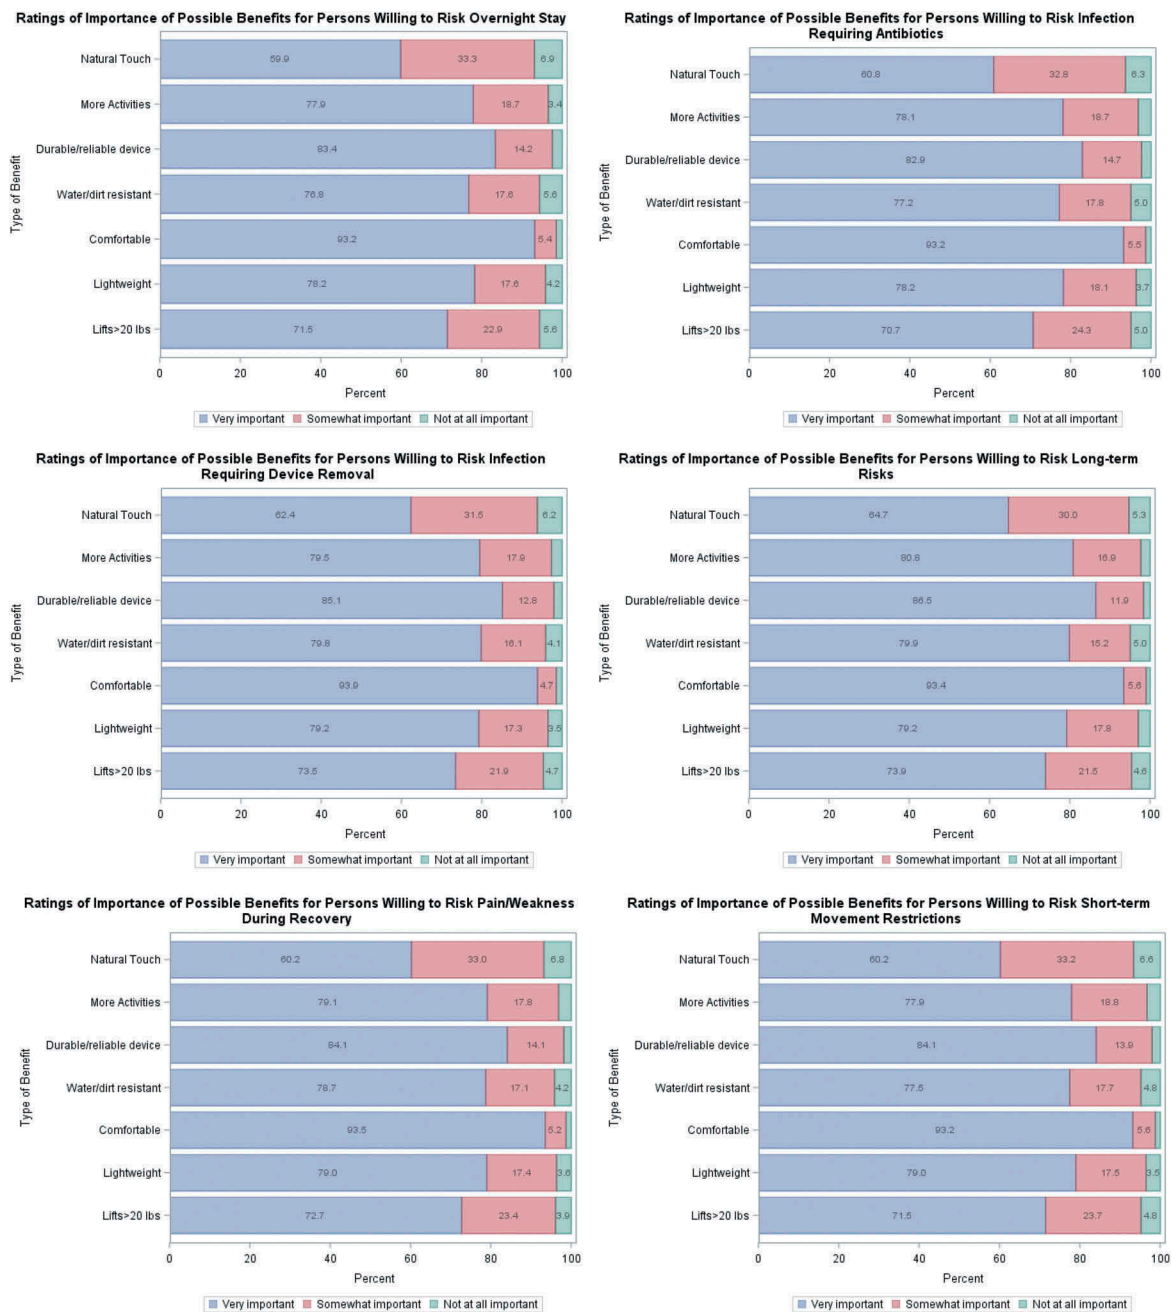 Ratings of Importance of Possible Benefits for Persons Willing to Risk Overnight Stay
Type of Benefit
Natural Touch 59.9 33.3 6.9
More Activities 77.9 18.7 3.4
Durable/reliable device 83.4 14.2
Water/dirt resistant 76.8 17.6 5.6
Comfortable 93.2 5.4
Lightweight 78.2 17.6 4.2
Lifts>20 lbs 71.5 22.9 5.6
0 20 40 60 80 100
Percent
Very important Somewhat important Not at all important
Ratings of Importance of Possible Benefits for Persons Willing to Risk Infection
Requiring Antibiotics
Type of Benefit
Natural Touch 60.8 32.8 6.3
More Activities 78.1 18.7
Durable/reliable device 82.9 14.7
Water/dirt resistant 77.2 17.8 5.0
Comfortable 93.2 5.5
Lightweight 78.2 18.1 3.7
Lifts>20 lbs 70.7 24.3 5.0
0 20 40 60 80 100
Percent
Very important Somewhat important Not at all important
Ratings of Importance of Possible Benefits for Persons Willing to Risk Infection
Requiring Device Removal
Type of Benefit
Natural Touch 62.4 31.5 6.2
More Activities 79.5 17.9
Durable/reliable device 85.1 12.8
Water/dirt resistant 79.8 16.1 4.1
Comfortable 93.9 4.7
Lightweight 79.2 17.3 3.5
Lifts>20 lbs 73.5 21.9 4.7
0 20 40 60 80 100
Percent
Very important Somewhat important Not at all important
Ratings of Importance of Possible Benefits for Persons Willing to Risk Long-term
Risks
Type of Benefit
Natural Touch 64.7 30.0 5.3
More Activities 80.8 16.9
Durable/reliable device 86.5 11.9
Water/dirt resistant 79.9 15.2 5.0
Comfortable 93.4 5.6
Lightweight 79.2 17.8
Lifts>20 lbs 73.9 21.5 4.6
0 20 40 60 80 100
Percent
Very important Somewhat important Not at all important
Ratings of Importance of Possible Benefits for Persons Willing to Risk Pain/Weakness
During Recovery
Type of Benefit
Natural Touch 60.2 33.0 6.8
More Activities 79.1 17.8
Durable/reliable device 84.1 14.1
Water/dirt resistant 78.7 17.1 4.2
Comfortable 93.5 5.2
Lightweight 79.0 17.4 3.6
Lifts>20 lbs 72.7 23.4 3.9
0 20 40 60 80 100
Percent
Very important Somewhat important Not at all important
Ratings of Importance of Possible Benefits for Persons Willing to Risk Short-term
Movement Restrictions
Type of Benefit
Natural Touch 60.2 33.2 6.6
More Activities 77.9 18.8
Durable/reliable device 84.1 13.9
Water/dirt resistant 77.5 17.7 4.8
Comfortable 93.2 5.6
Lightweight 79.0 17.5 3.5
Lifts>20 lbs 71.5 23.7 4.8
0 20 40 60 80 100
Percent
Very important Somewhat important Not at all important